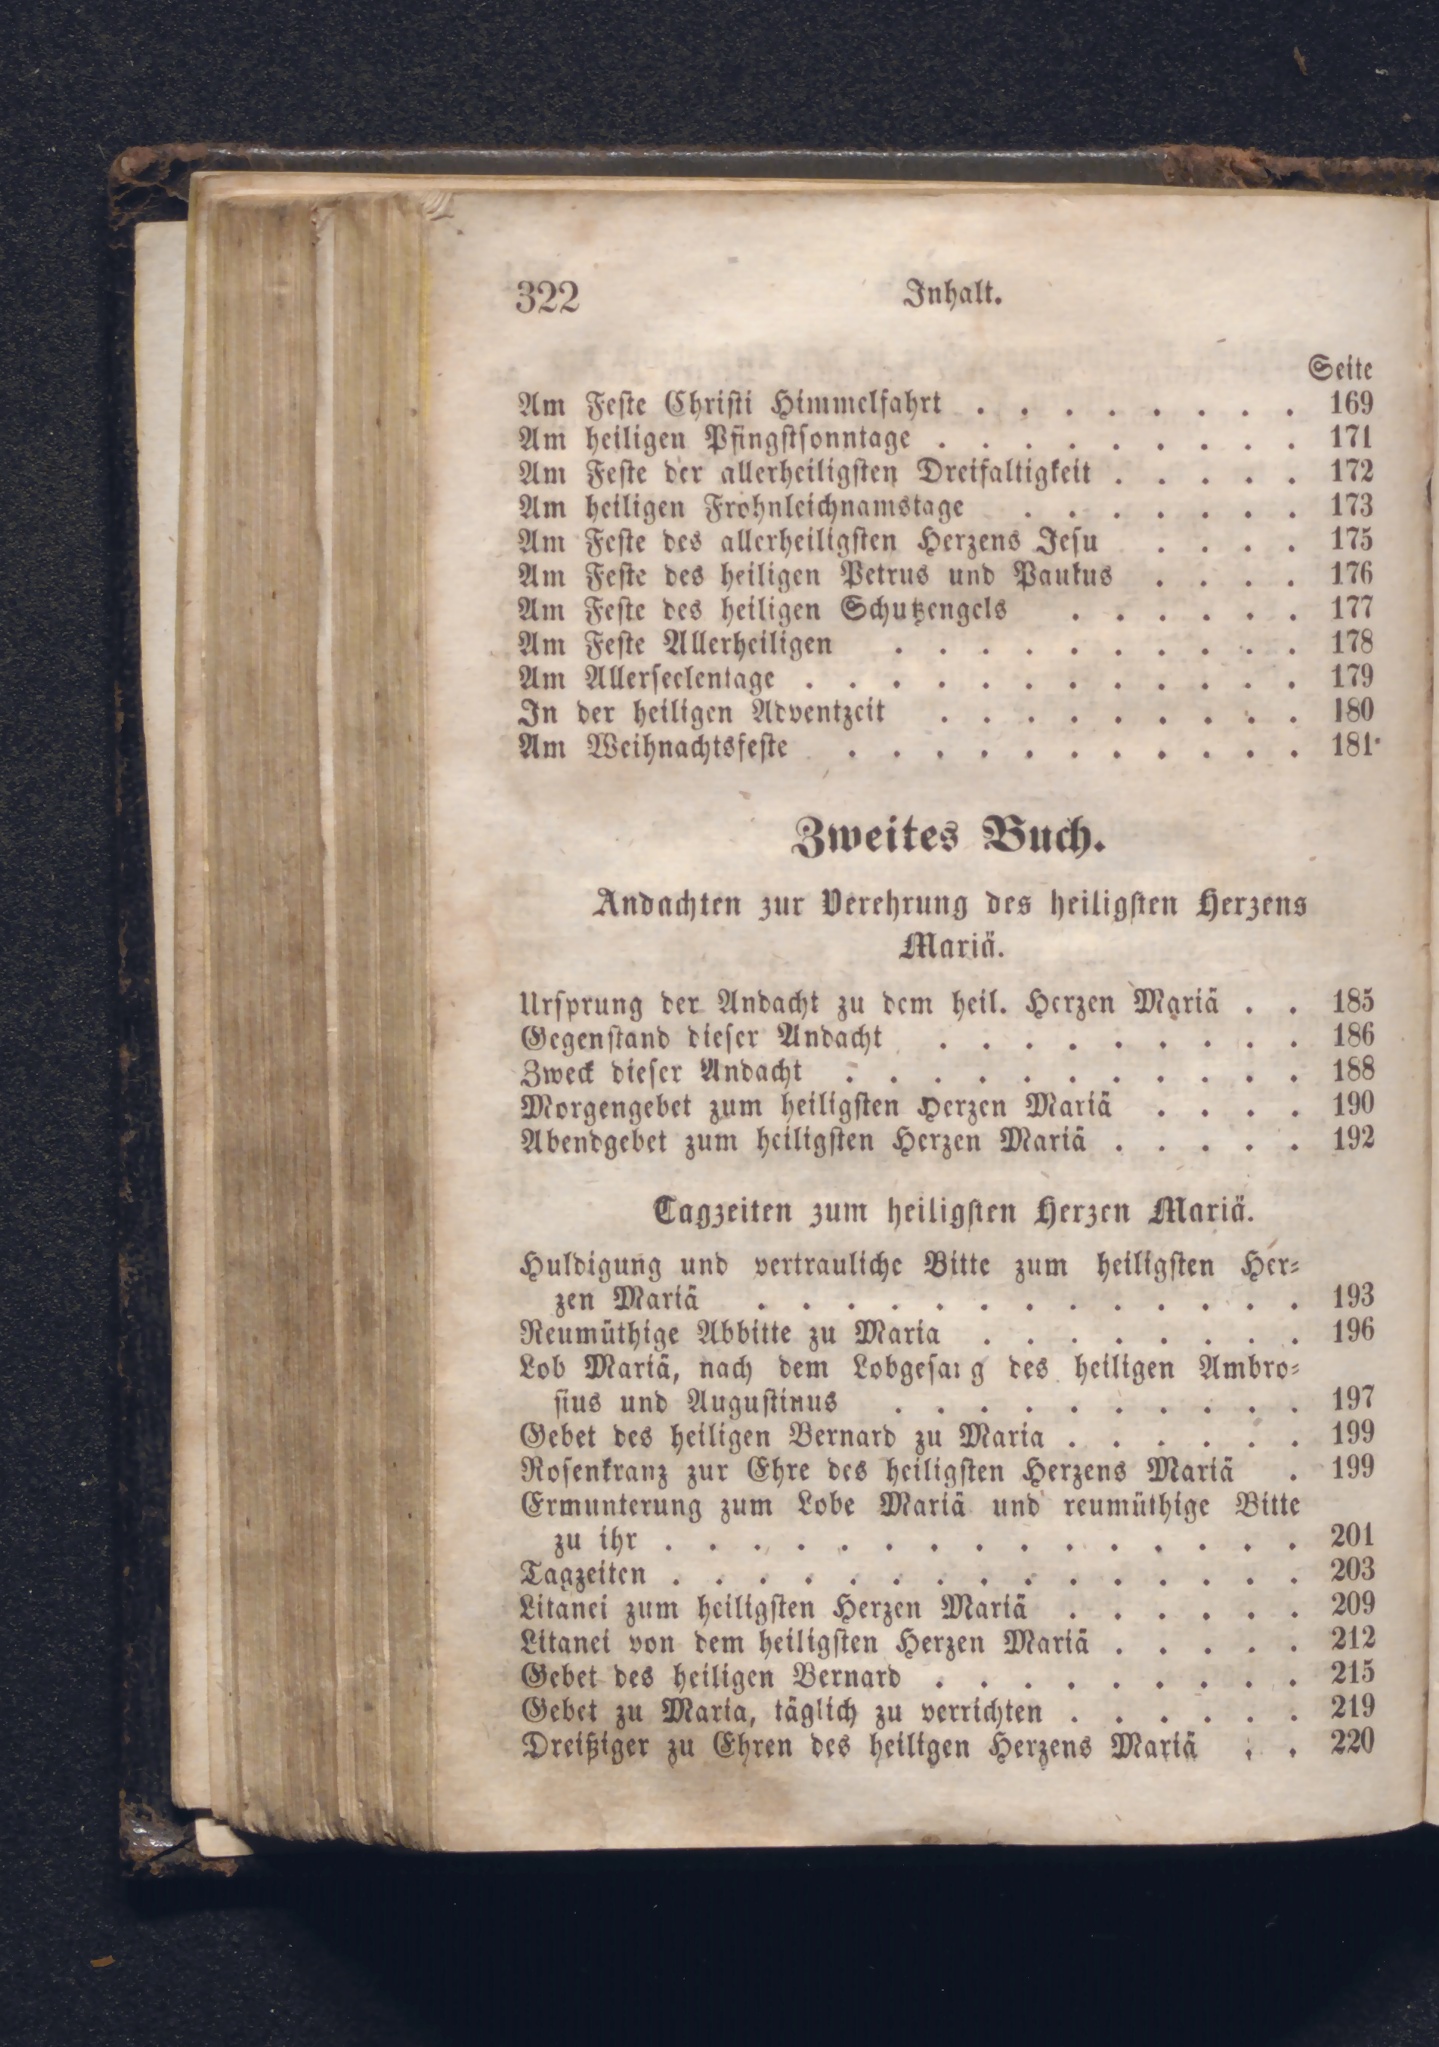 322
Inhalt.
Seite
Am Feste Christi Himmelfahrt . . . . . . . . 169
Am heiligen Pfingstsonntage . . . . . . . . . 171
Am Feste der allerheiligsten Dreifaltigkeit . . . . . 172
Am heiligen Frohnleichnamstage . . . . . . . 173
Am Feste des allerheiligsten Herzens Jesu . . . . 175
Am Feste des heiligen Petrus und Paulus . . . . 176
Am Feste des heiligen Schutzengels . . . . . . 177
Am Feste Allerheiligen . . . . . . . . . . 178
Am Allerseelentage . . . . . . . . . . . . 179
In der heiligen Adventzeit . . . . . . . . . 180
Am Weihnachtsfeste . . . . . . . . . . . 181
Zweites Buch.
Andachten zur Verehrung des heiligsten Herzens
Mariä.
Ursprung der Andacht zu dem heil. Herzen Mariä . . 185
Gegenstand dieser Andacht . . . . . . . . . 186
Zweck dieser Andacht . . . . . . . . . . . 188
Morgengebet zum heiligsten Herzen Mariä . . . . 190
Abendgebet zum heiligsten Herzen Mariä . . . . . 192
Tagzeiten zum heiligsten Herzen Mariä.
Huldigung und vertrauliche Bitte zum heiligsten Her=
zen Mariä . . . . . . . . . . . . . 193
Reumüthige Abbitte zu Maria . . . . . . . . 196
Lob Mariä, nach dem Lobgesang des heiligen Ambro=
sius und Augustinus . . . . . . . . . . 197
Gebet des heiligen Bernard zu Maria . . . . . . 199
Rosenkranz zur Ehre des heiligsten Herzens Mariä . 199
Ermunterung zum Lobe Mariä und reumüthige Bitte
zu ihr . . . . . . . . . . . . . . . 201
Tagzeiten . . . . . . . . . . . . . . . 203
Litanei zum heiligsten Herzen Mariä . . . . . . 209
Litanei von dem heiligsten Herzen Mariä . . . . . 212
Gebet des heiligen Bernard . . . . . . . . . 215
Gebet zu Maria, täglich zu verrichten . . . . . . 219
Dreißiger zu Ehren des heiligen Herzens Mariä . . 220